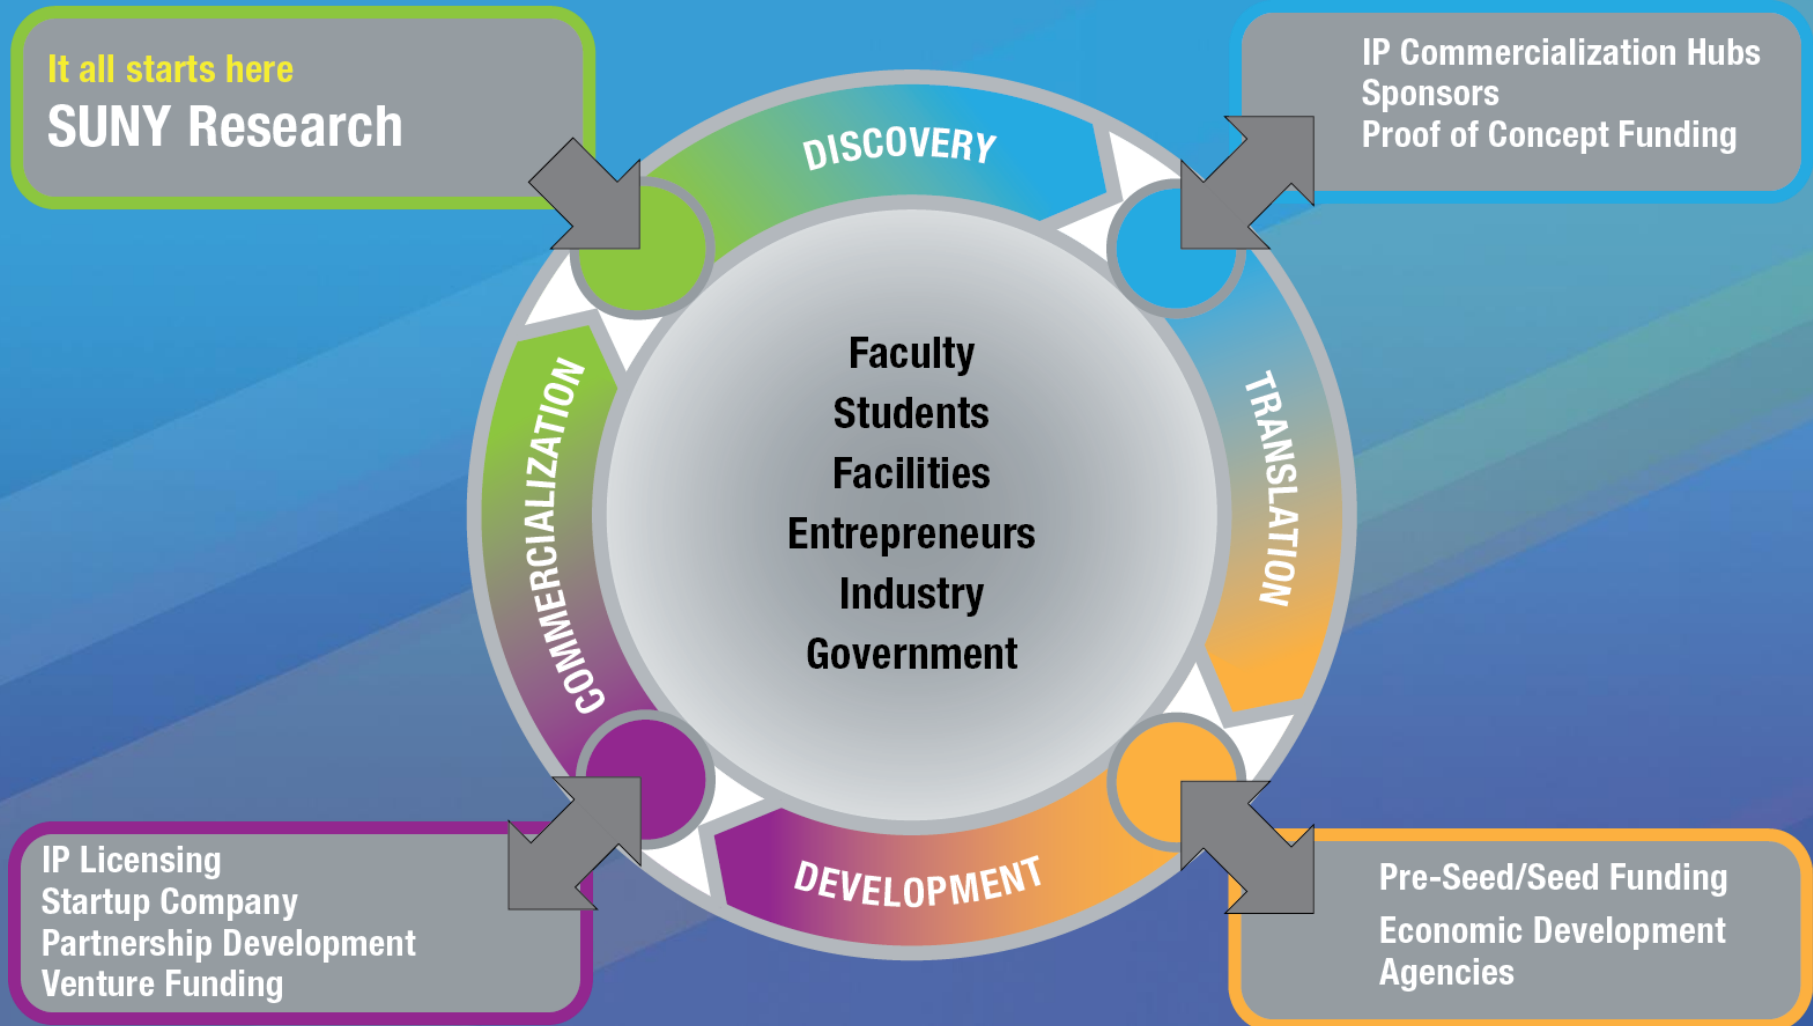 It all starts here
SUNY Research
IP Commercialization Hubs
Sponsors
Proof of Concept Funding
DISCOVERY
TRANSLATION
DEVELOPMENT
COMMERCIALIZATION
Faculty
Students
Facilities
Entrepreneurs
Industry
Government
IP Licensing
Startup Company
Partnership Development
Venture Funding
Pre-Seed/Seed Funding
Economic Development
Agencies